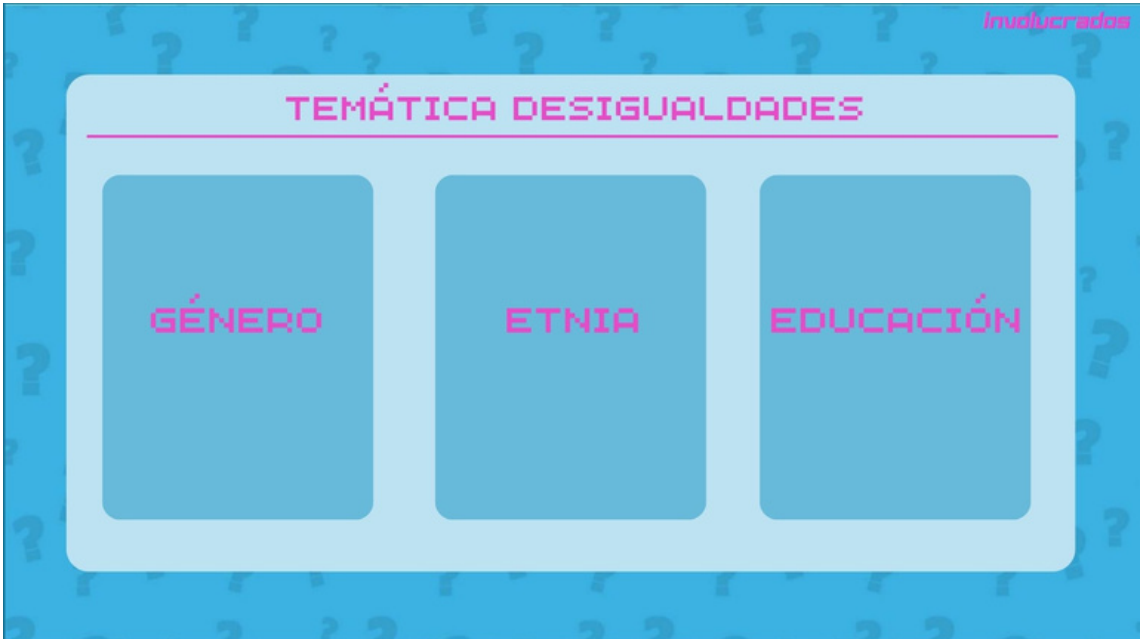 involucrados
TEMÁTICA DESIGUALDADES
GÉNERO
ETNIA
EDUCACIÓN